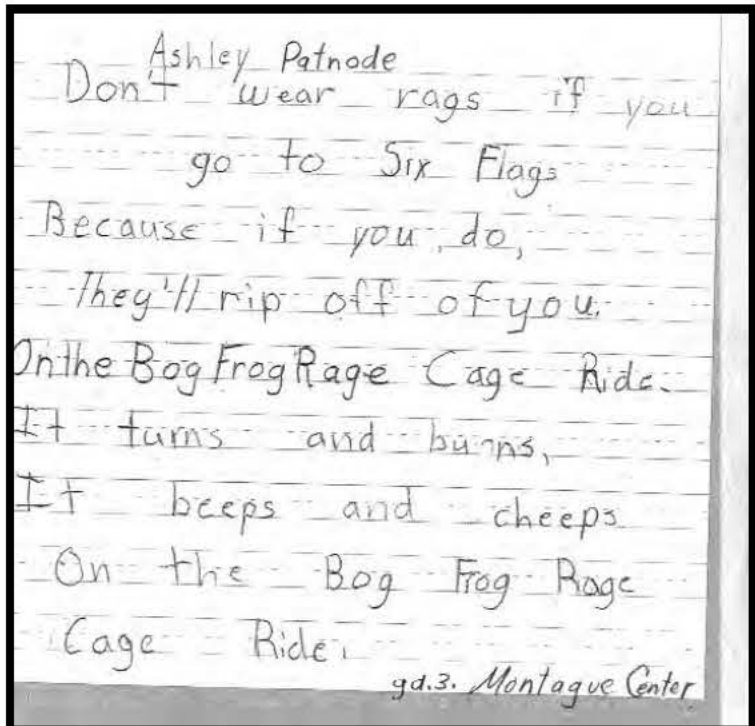 Ashley Patnode
Don't wear rags if you
go to Six Flags
Because if you do,
They'll rip off of you.
On the Bog Frog Rage Cage Ride.
It turns and burns,
It beeps and cheeps
On the Bog Frog Rage
Cage Ride.
gd.3. Montague Center